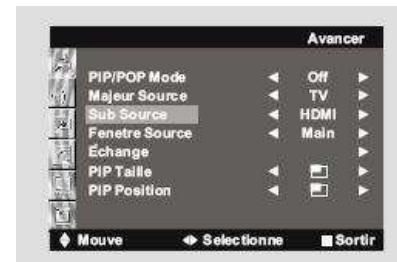 Avancer
PIP/POP Mode ◀ Off ▶
Majeur Source ◀ TV ▶
Sub Source ◀ HDMI ▶
Fenetre Source ◀ Main ▶
Échange ▶
PIP Taille ◀ ▶
PIP Position ◀ ▶
Mouve Selectionne Sortir